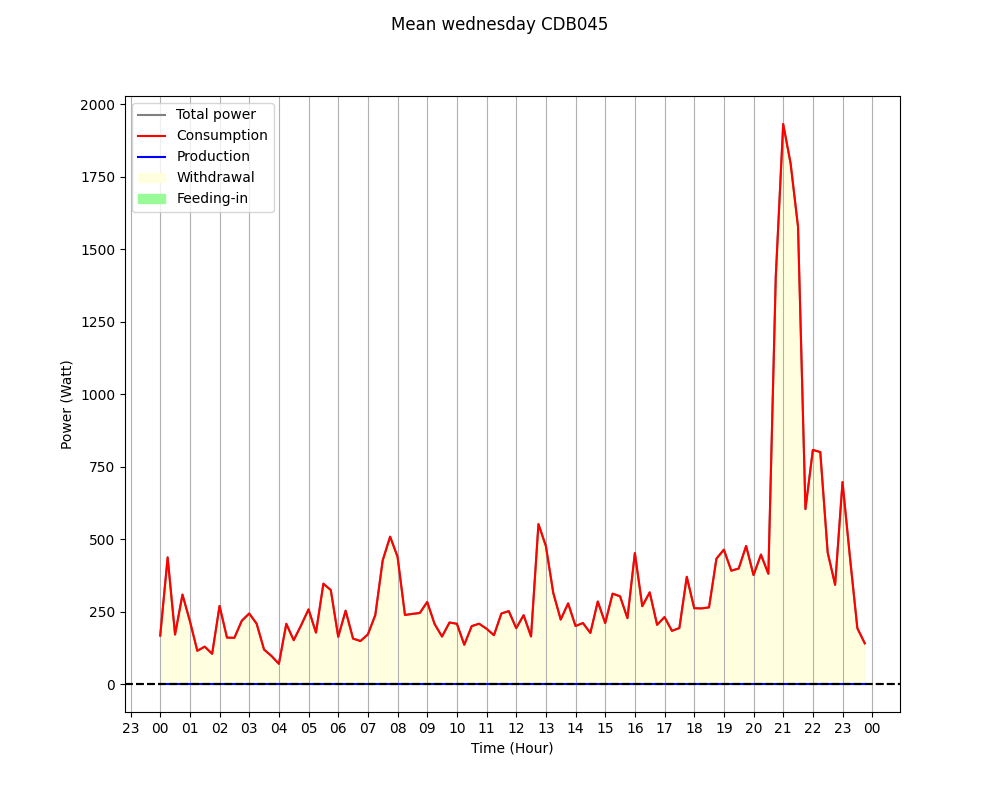 Mean wednesday CDB045
Total power
Consumption
Production
Withdrawal
Feeding-in
2000
1750
1500
1250
1000
750
500
250
0
Power (Watt)
23 00 01 02 03 04 05 06 07 08 09 10 11 12 13 14 15 16 17 18 19 20 21 22 23 00
Time (Hour)